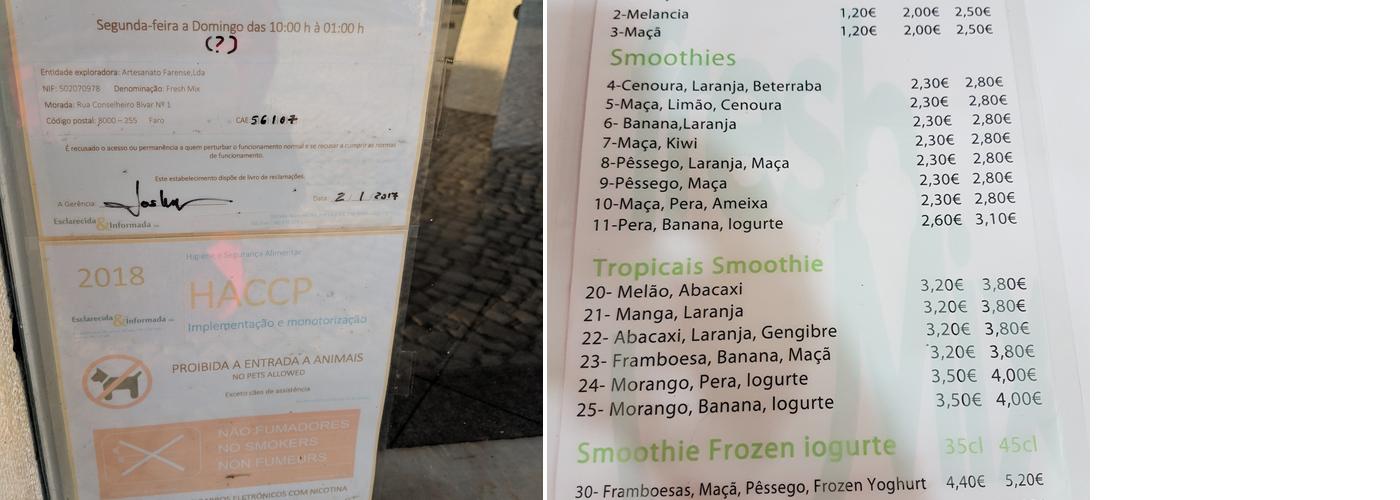 Segunda-feira a Domingo das 10:00 h à 01:00 h
(?)
Entidade exploradora: Artesanato Farense,Lda
NIF: 502070978 Denominação: Fresh Mix
Morada: Rua Conselheiro Bivar Nº 1
Código postal: 8000 – 255 Faro CAE 56107
É recusado o acesso ou permanência a quem perturbar o funcionamento normal e se recusar a cumprir as normas
de funcionamento.
Este estabelecimento dispõe de livro de reclamações.
A Gerência: Data: 2 / 1 / 2017
Esclarecida & Informada
Higiene e Segurança Alimentar
2018
HACCP
Esclarecida & Informada
Implementação e monotorização
PROIBIDA A ENTRADA A ANIMAIS
NO PETS ALLOWED
Exceto cães de assistência
NÃO FUMADORES
NO SMOKERS
NON FUMEURS
CIGARROS ELETRÓNICOS COM NICOTINA
2-Melancia 1,20€ 2,00€ 2,50€
3-Maçã 1,20€ 2,00€ 2,50€
Smoothies
4-Cenoura, Laranja, Beterraba 2,30€ 2,80€
5-Maça, Limão, Cenoura 2,30€ 2,80€
6- Banana,Laranja 2,30€ 2,80€
7-Maça, Kiwi 2,30€ 2,80€
8-Pêssego, Laranja, Maça 2,30€ 2,80€
9-Pêssego, Maça 2,30€ 2,80€
10-Maça, Pera, Ameixa 2,30€ 2,80€
11-Pera, Banana, Iogurte 2,60€ 3,10€
Tropicais Smoothie
20- Melão, Abacaxi 3,20€ 3,80€
21- Manga, Laranja 3,20€ 3,80€
22- Abacaxi, Laranja, Gengibre 3,20€ 3,80€
23- Framboesa, Banana, Maçã 3,20€ 3,80€
24- Morango, Pera, Iogurte 3,50€ 4,00€
25- Morango, Banana, Iogurte 3,50€ 4,00€
Smoothie Frozen iogurte 35cl 45cl
30- Framboesas, Maçã, Pêssego, Frozen Yoghurt 4,40€ 5,20€